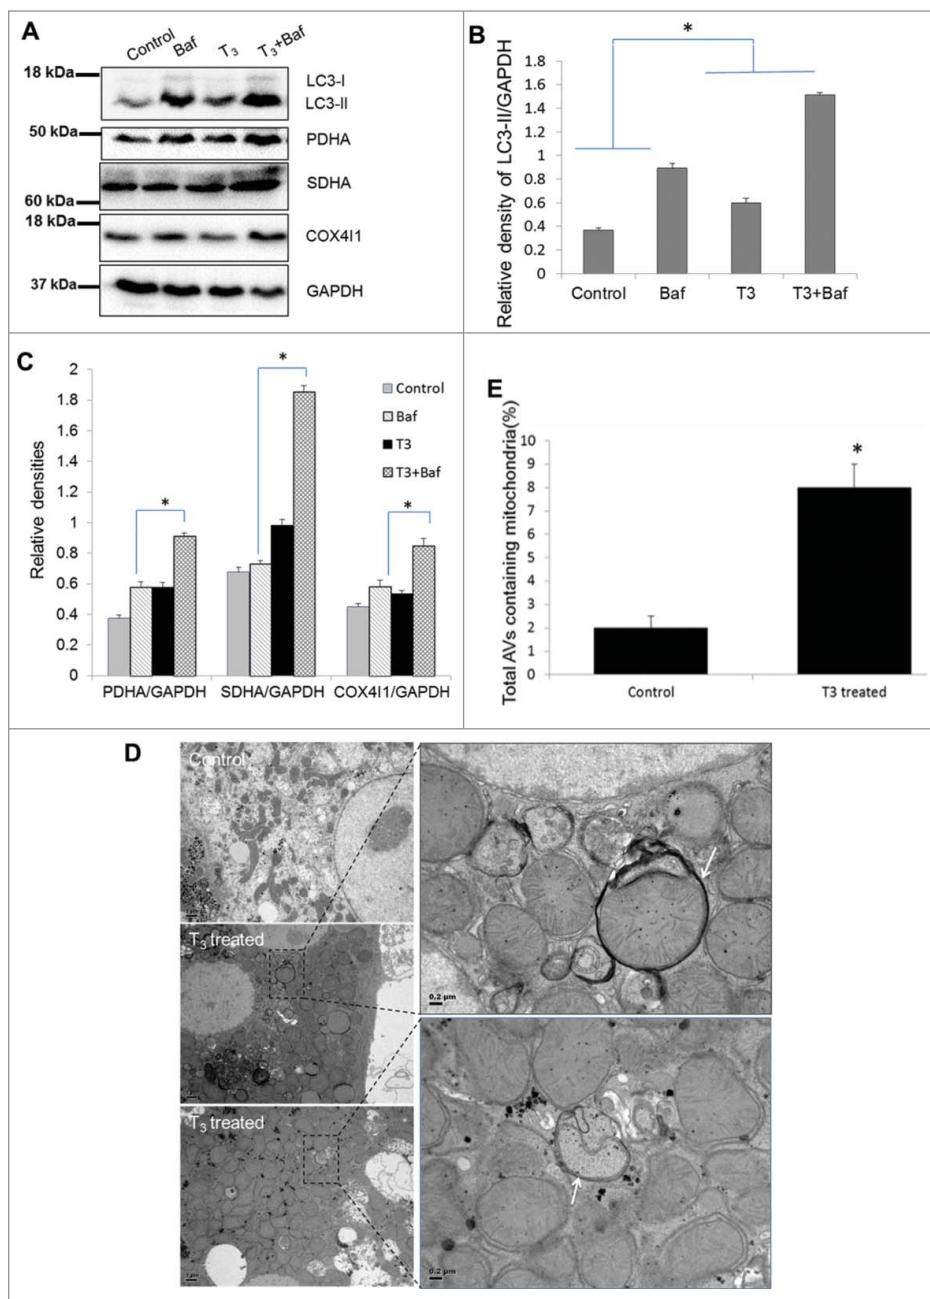 A
Control Baf T3 T3+Baf
18 kDa
LC3-I
LC3-II
50 kDa
PDHA
SDHA
60 kDa
18 kDa
COX4I1
37 kDa
GAPDH
B
Relative density of LC3-II/GAPDH
*
1.8
1.6
1.4
1.2
1
0.8
0.6
0.4
0.2
0
Control Baf T3 T3+Baf
C
Relative densities
2
1.8
1.6
1.4
1.2
1
0.8
0.6
0.4
0.2
0
* * *
Control
Baf
T3
T3+Baf
PDHA/GAPDH SDHA/GAPDH COX4I1/GAPDH
E
Total AVs containing mitochondria(%)
10
9
8
7
6
5
4
3
2
1
0
*
Control T3 treated
D
Control
T3 treated
T3 treated
0.2 µm
0.2 µm